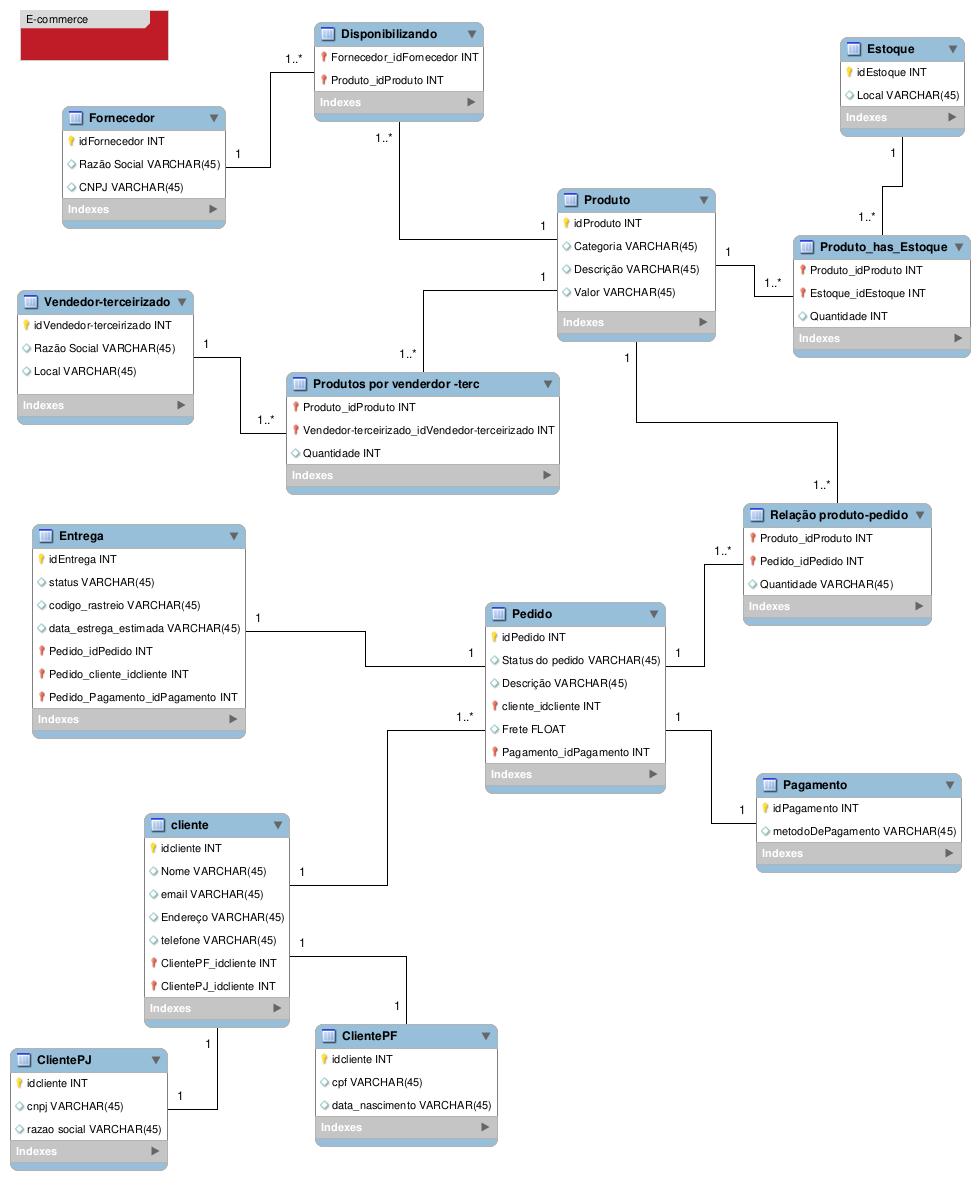 E-commerce
Disponibilizando
Fornecedor_idFornecedor INT
Produto_idProduto INT
Indexes
1..*
1..*
Estoque
idEstoque INT
Local VARCHAR(45)
Indexes
1
1..*
Fornecedor
idFornecedor INT
Razão Social VARCHAR(45)
CNPJ VARCHAR(45)
Indexes
1
Produto
idProduto INT
Categoria VARCHAR(45)
Descrição VARCHAR(45)
Valor VARCHAR(45)
Indexes
1
1
1
1
Produto_has_Estoque
Produto_idProduto INT
Estoque_idEstoque INT
Quantidade INT
Indexes
1..*
Vendedor-terceirizado
idVendedor-terceirizado INT
Razão Social VARCHAR(45)
Local VARCHAR(45)
Indexes
1
1..*
Produtos por venderdor -terc
Produto_idProduto INT
Vendedor-terceirizado_idVendedor-terceirizado INT
Quantidade INT
Indexes
1..*
1..*
Relação produto-pedido
Produto_idProduto INT
Pedido_idPedido INT
Quantidade VARCHAR(45)
Indexes
1..*
Entrega
idEntrega INT
status VARCHAR(45)
codigo_rastreio VARCHAR(45)
data_estrega_estimada VARCHAR(45)
Pedido_idPedido INT
Pedido_cliente_idcliente INT
Pedido_Pagamento_idPagamento INT
Indexes
1
Pedido
idPedido INT
Status do pedido VARCHAR(45)
Descrição VARCHAR(45)
cliente_idcliente INT
Frete FLOAT
Pagamento_idPagamento INT
Indexes
1
1
1..*
1
Pagamento
idPagamento INT
metodoDePagamento VARCHAR(45)
Indexes
1
cliente
idcliente INT
Nome VARCHAR(45)
email VARCHAR(45)
Endereço VARCHAR(45)
telefone VARCHAR(45)
ClientePF_idcliente INT
ClientePJ_idcliente INT
Indexes
1
1
1
ClientePF
idcliente INT
cpf VARCHAR(45)
data_nascimento VARCHAR(45)
Indexes
1
ClientePJ
idcliente INT
cnpj VARCHAR(45)
razao social VARCHAR(45)
Indexes
1